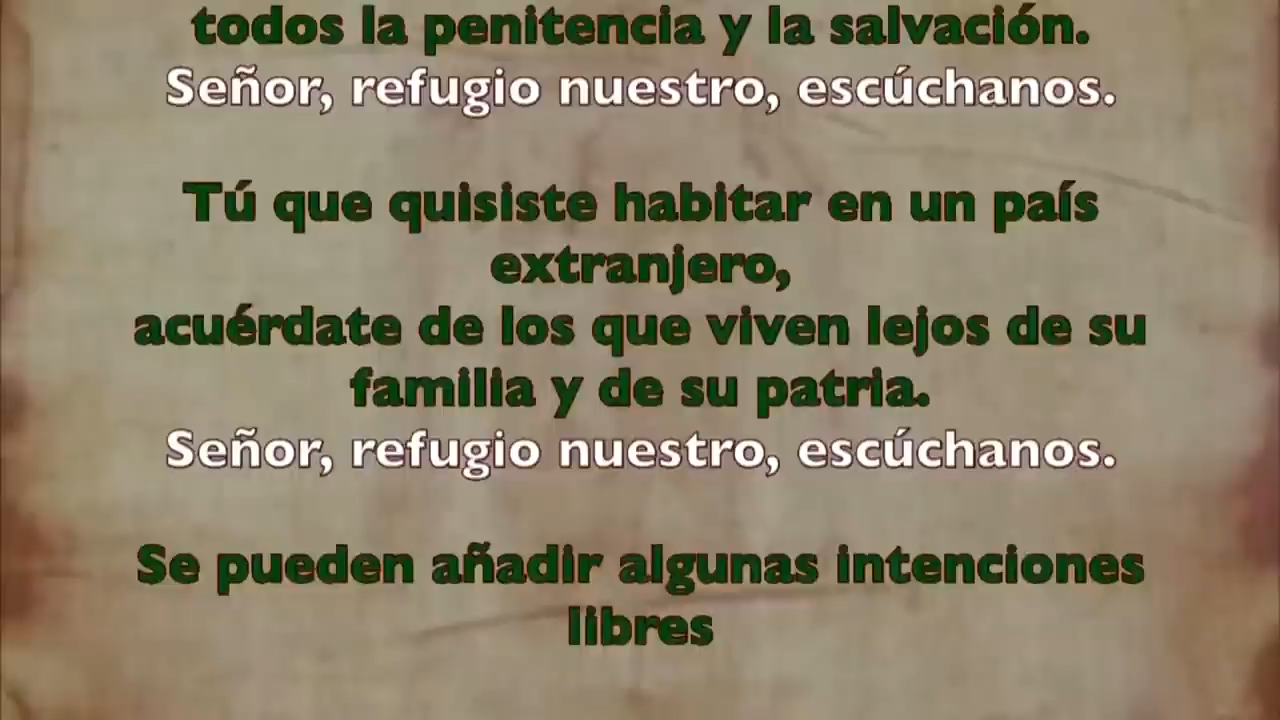 todos la penitencia y la salvación.
Señor, refugio nuestro, escúchanos.
Tú que quisiste habitar en un país
extranjero,
acuérdate de los que viven lejos de su
familia y de su patria.
Señor, refugio nuestro, escúchanos.
Se pueden añadir algunas intenciones
libres